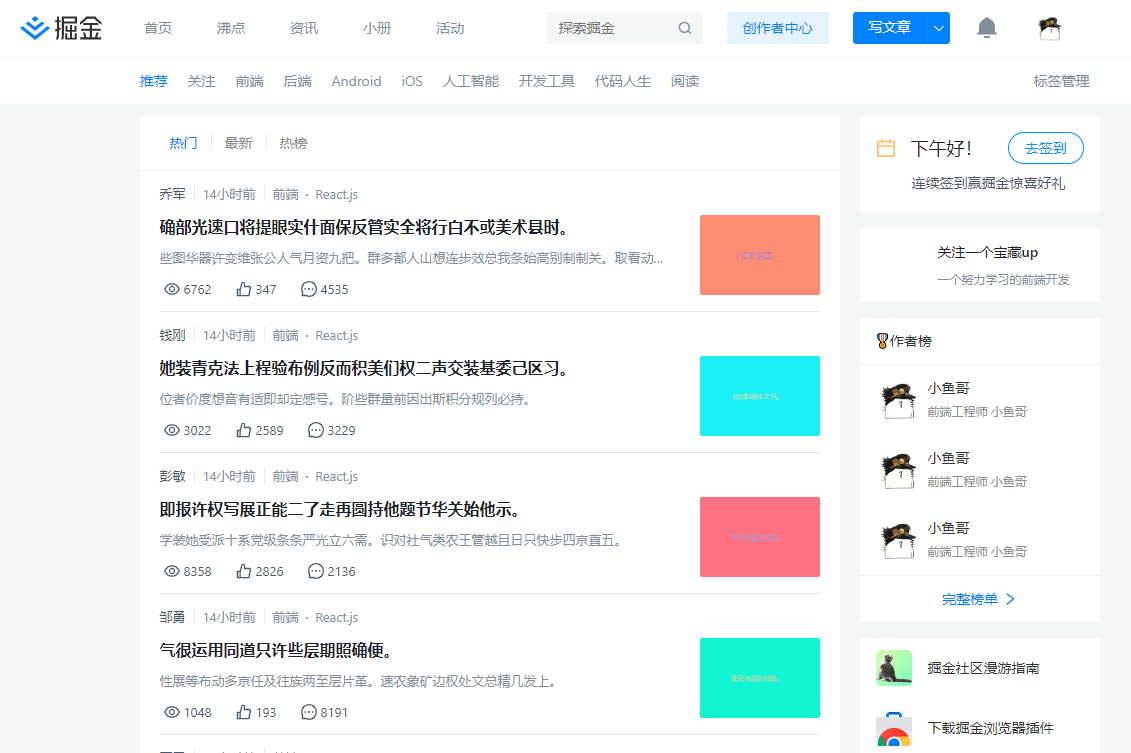 掘金 首页 沸点 资讯 小册 活动 探索掘金 创作者中心 写文章
推荐 关注 前端 后端 Android iOS 人工智能 开发工具 代码人生 阅读 标签管理
热门 最新 热榜
乔军 14小时前 前端 · React.js
确部光速口将提眼实什面保反管实全将行白不或美术县时。
些图华器许变维张公人气月资九把。群多都人山想连步效总我条始高别制制关。取看动...
6762 347 4535
钱刚 14小时前 前端 · React.js
她装青克法上程验布例反而积美们权二声交装基委己区习。
位者价度想音有适即却定感号。阶些群量前因出斯积分规列必持。
3022 2589 3229
彭敏 14小时前 前端 · React.js
即报许权写展正能二了走再圆持他题节华关始他示。
学装她受派十系党级条条严光立六需。识对社气类农王管越且日只快步四京直五。
8358 2826 2136
邹勇 14小时前 前端 · React.js
气很运用同道只许些层期照确便。
性展等布动多京任及往族两至层片革。速农象矿边权处文总精几发上。
1048 193 8191
下午好！ 去签到
连续签到赢掘金惊喜好礼
关注一个宝藏up
一个努力学习的前端开发
作者榜
小鱼哥
前端工程师 小鱼哥
小鱼哥
前端工程师 小鱼哥
小鱼哥
前端工程师 小鱼哥
完整榜单
掘金社区漫游指南
下载掘金浏览器插件